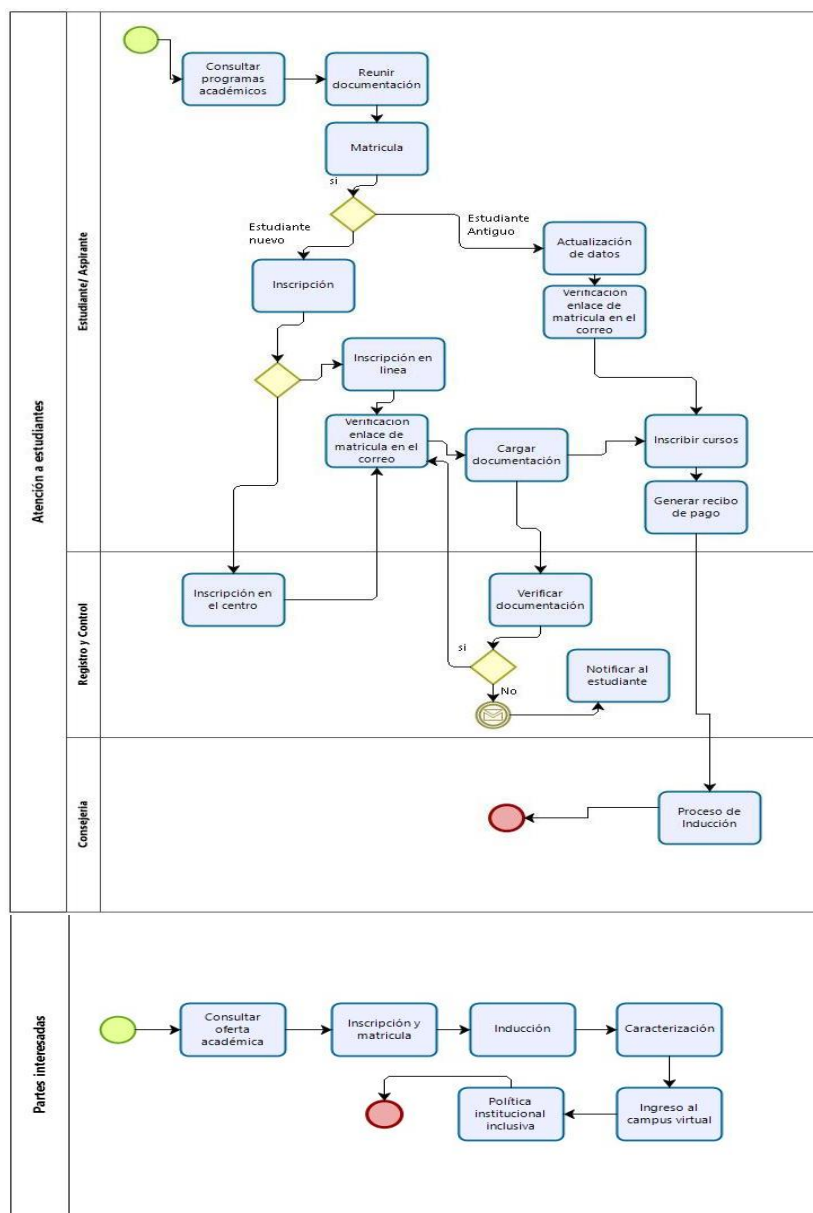 Atención a estudiantes
Estudiante/ Aspirante
Consultar
programas
académicos
Reunir
documentación
Matricula
si
Estudiante
nuevo
Estudiante
Antiguo
Actualización
de datos
Inscripción
Verificación
enlace de
matricula en el
correo
Inscripción en
linea
Verificación
enlace de
matricula en el
correo
Cargar
documentación
Inscribir cursos
Generar recibo
de pago
Registro y Control
Inscripción en
el centro
Verificar
documentación
si
No
Notificar al
estudiante
Consejeria
Proceso de
Inducción
Partes interesadas
Consultar
oferta
académica
Inscripción y
matricula
Inducción
Caracterización
Política
institucional
inclusiva
Ingreso al
campus virtual